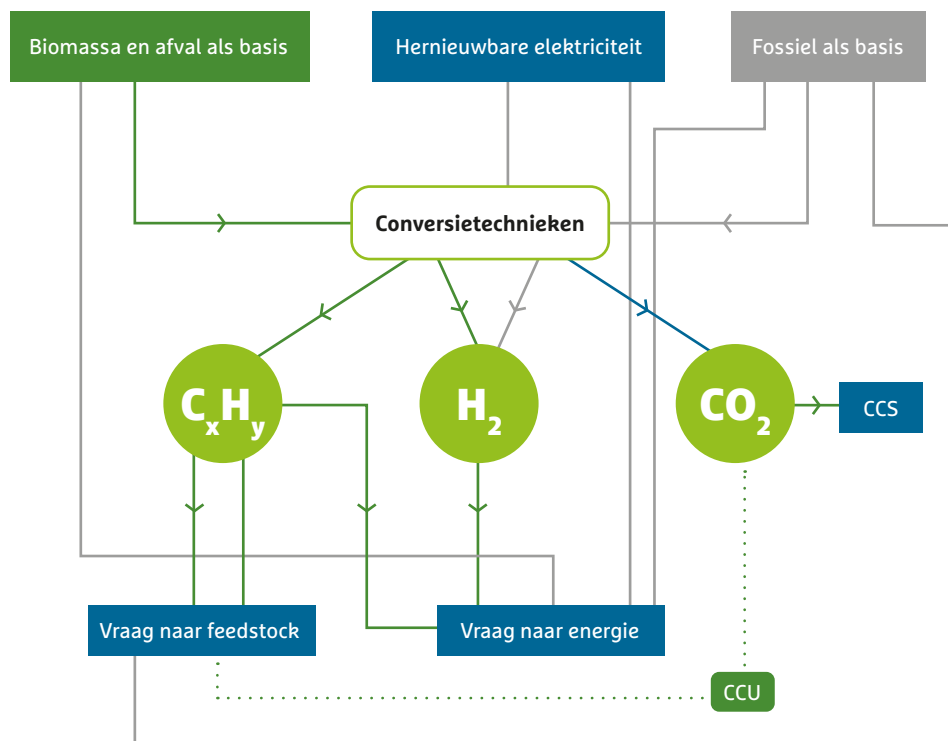 Biomassa en afval als basis
Hernieuwbare elektriciteit
Fossiel als basis
Conversietechnieken
CxHy
H2
CO2
CCS
Vraag naar feedstock
Vraag naar energie
CCU